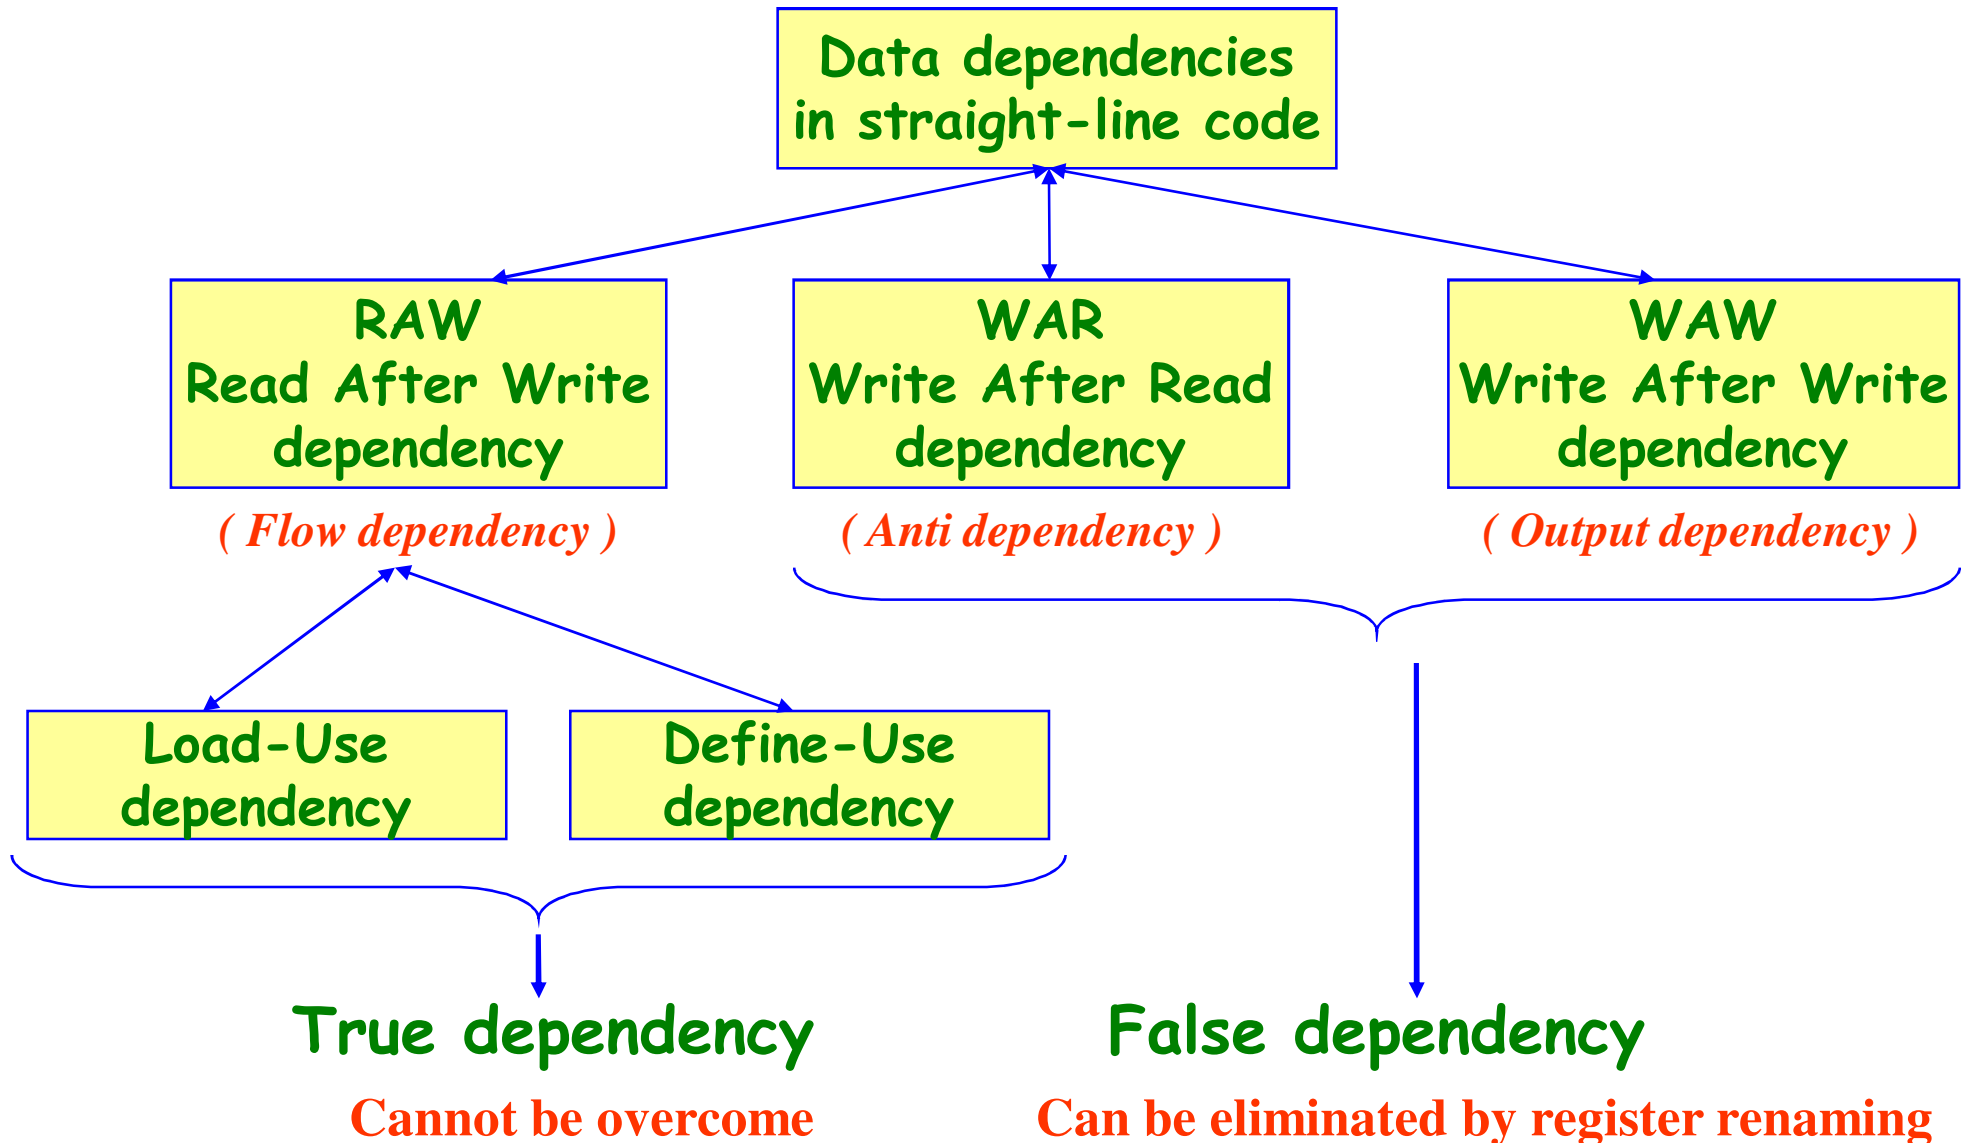 Data dependencies
in straight-line code
RAW
Read After Write
dependency
WAR
Write After Read
dependency
WAW
Write After Write
dependency
( Flow dependency )
( Anti dependency )
( Output dependency )
Load-Use
dependency
Define-Use
dependency
True dependency
False dependency
Cannot be overcome
Can be eliminated by register renaming